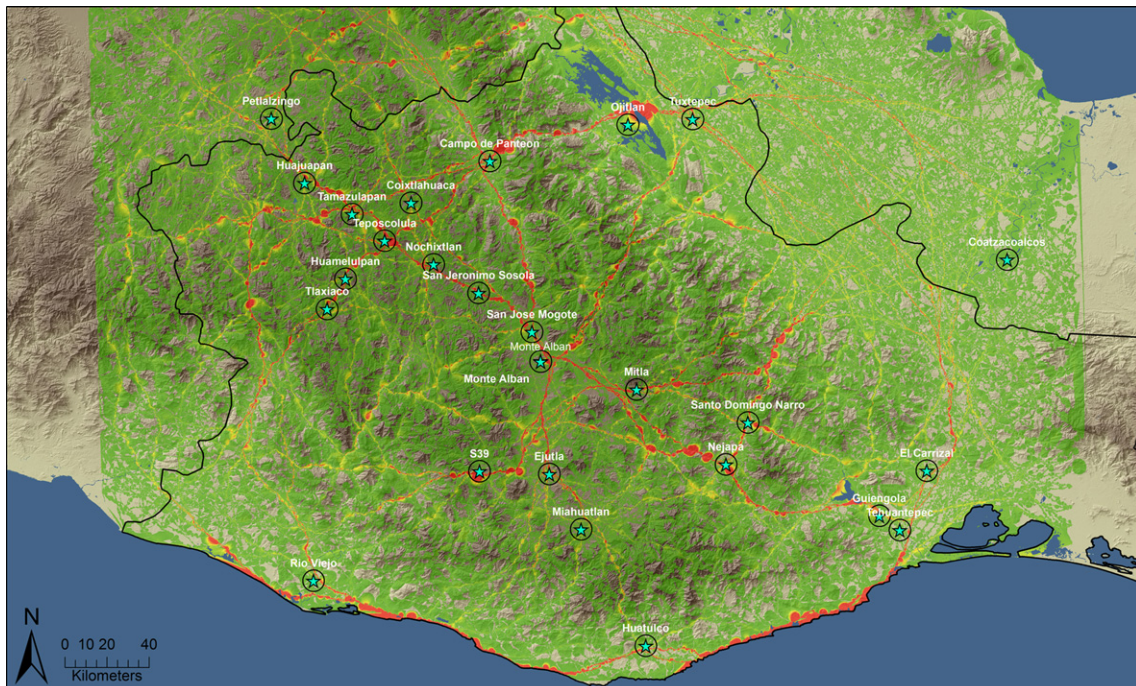 Petlalzingo
Ojitlan
Tuxtepec
Campo de Panteon
Huajuapan
Coixtlahuaca
Tamazulapan
Teposcolula
Nochixtlan
Coatzacoalcos
Huamelulpan
San Jeronimo Sosola
Tlaxiaco
San Jose Mogote
Monte Alban
Monte Alban
Mitla
Santo Domingo Narro
S39
Ejutla
Nejapa
El Carrizal
Guiengola
Tehuantepec
Miahuatlan
Rio Viejo
Huatulco
N
0 10 20 40
Kilometers